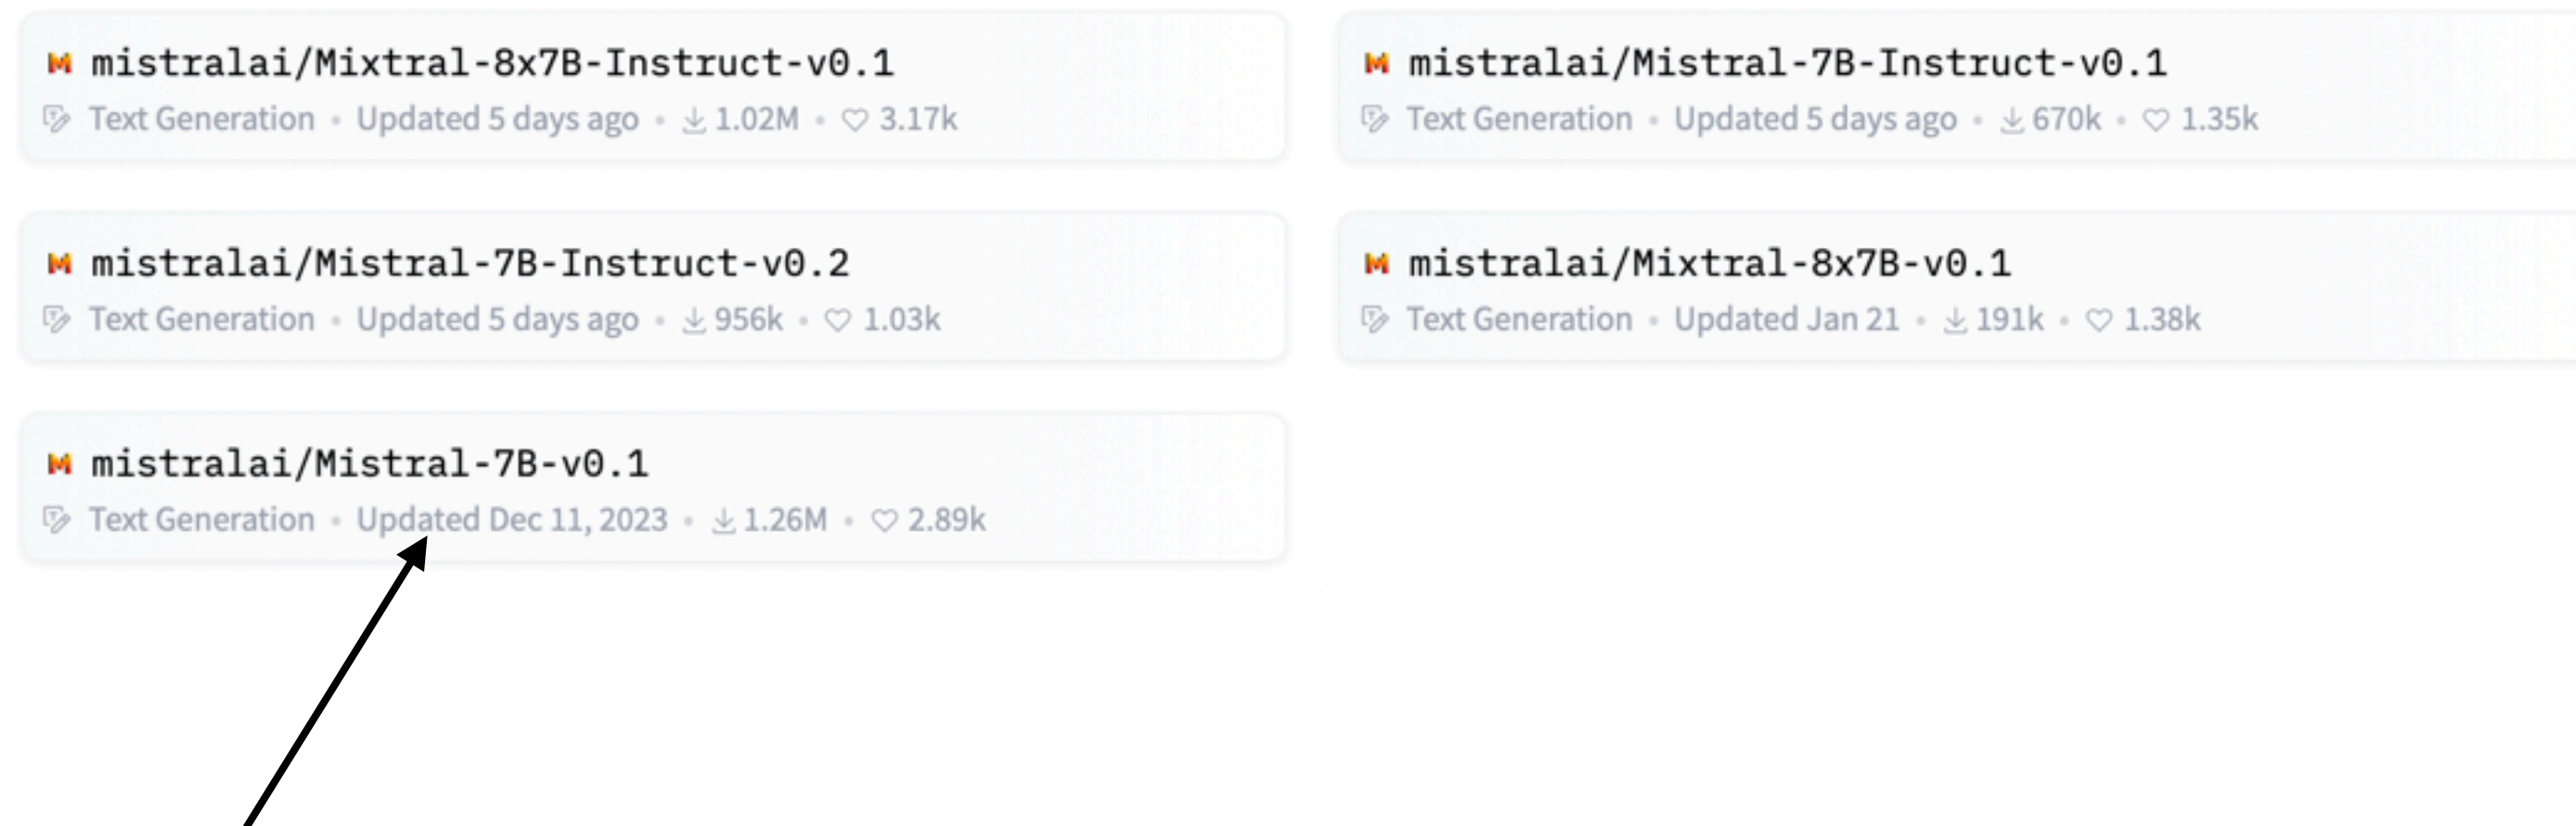 mistralai/Mixtral-8x7B-Instruct-v0.1
Text Generation • Updated 5 days ago • 1.02M • 3.17k
mistralai/Mistral-7B-Instruct-v0.1
Text Generation • Updated 5 days ago • 670k • 1.35k
mistralai/Mistral-7B-Instruct-v0.2
Text Generation • Updated 5 days ago • 956k • 1.03k
mistralai/Mixtral-8x7B-v0.1
Text Generation • Updated Jan 21 • 191k • 1.38k
mistralai/Mistral-7B-v0.1
Text Generation • Updated Dec 11, 2023 • 1.26M • 2.89k